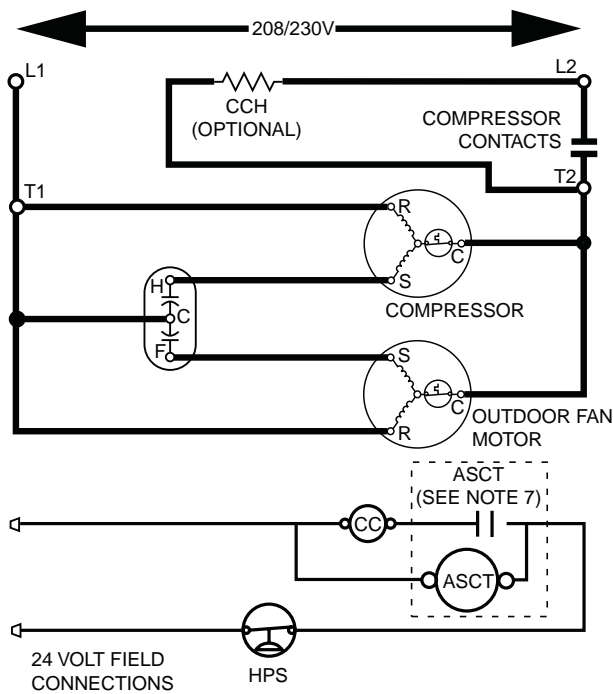 208/230V
L1
L2
CCH
(OPTIONAL)
COMPRESSOR
CONTACTS
T1
T2
R
C
S
COMPRESSOR
H
C
F
S
C
R
OUTDOOR FAN
MOTOR
ASCT
(SEE NOTE 7)
CC
ASCT
24 VOLT FIELD
CONNECTIONS
HPS